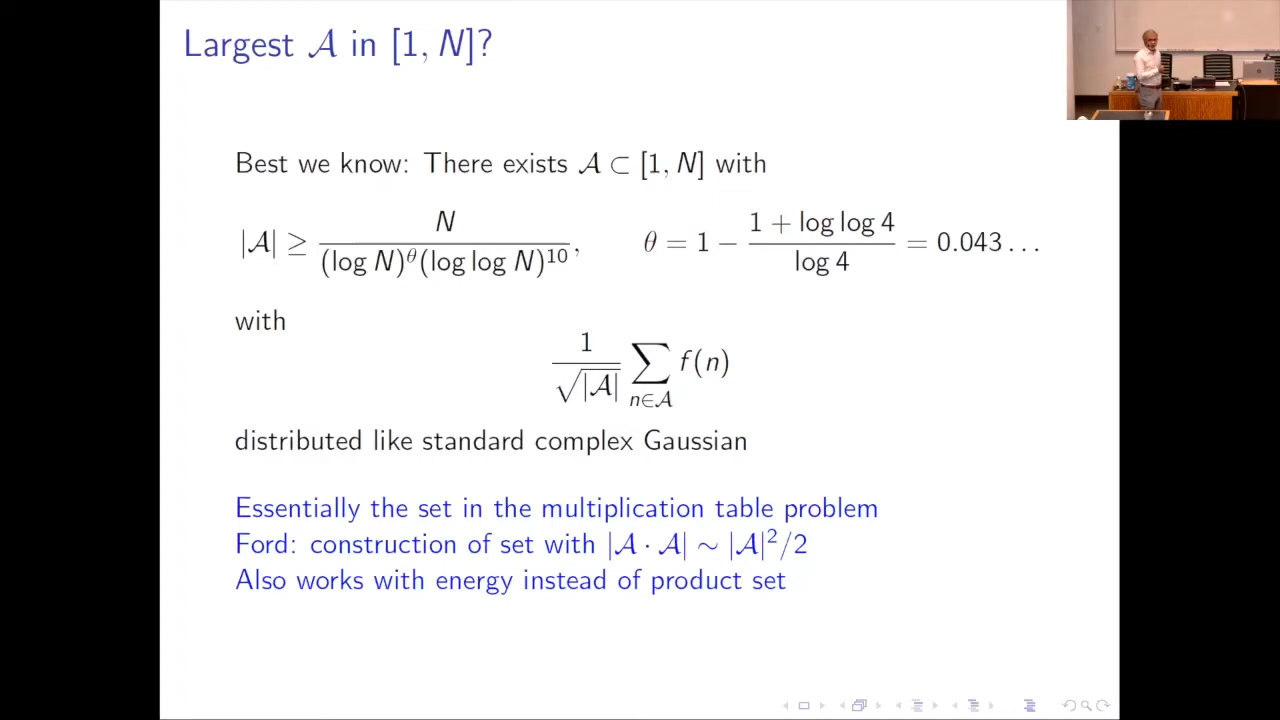 Largest 𝒜 in [1, N]?
Best we know: There exists 𝒜 ⊂ [1, N] with
|𝒜| ≥ N / (log N)^θ (log log N)^10, θ = 1 − (1 + log log 4) / log 4 = 0.043 . . .
with
1/√|𝒜| ∑_{n∈𝒜} f(n)
distributed like standard complex Gaussian
Essentially the set in the multiplication table problem
Ford: construction of set with |𝒜 · 𝒜| ∼ |𝒜|²/2
Also works with energy instead of product set